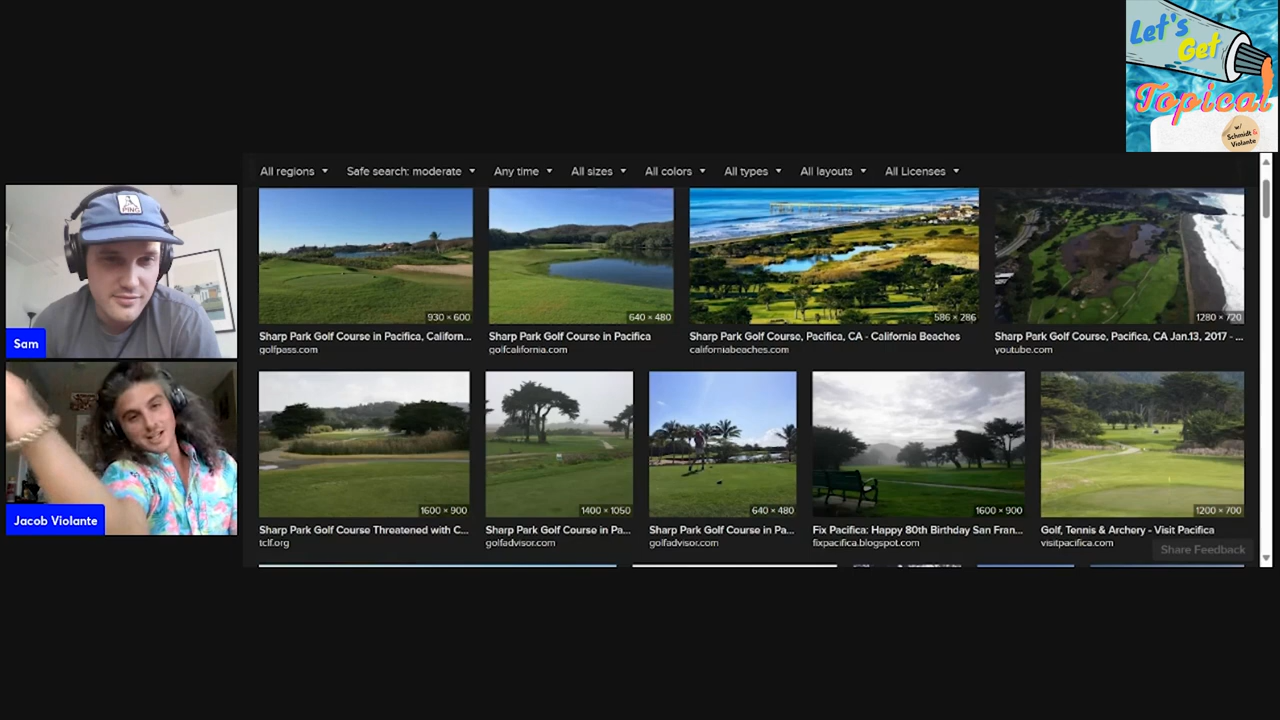 Let's
Get
Topical
w/
Schmidt &
Violante
All regions
Safe search: moderate
Any time
All sizes
All colors
All types
All layouts
All Licenses
PING
Sam
Jacob Violante
930 × 600
640 × 480
586 × 286
1280 × 720
Sharp Park Golf Course in Pacifica, Californ...
Sharp Park Golf Course in Pacifica
Sharp Park Golf Course, Pacifica, CA - California Beaches
Sharp Park Golf Course, Pacifica, CA Jan.13, 2017 - ...
golfpass.com
golfcalifornia.com
californiabeaches.com
youtube.com
1600 × 900
1400 × 1050
640 × 480
1600 × 900
1200 × 700
Sharp Park Golf Course Threatened with C...
Sharp Park Golf Course in Pa...
Sharp Park Golf Course in Pa...
Fix Pacifica: Happy 80th Birthday San Fran...
Golf, Tennis & Archery - Visit Pacifica
tclf.org
golfadvisor.com
golfadvisor.com
fixpacifica.blogspot.com
visitpacifica.com
Share Feedback